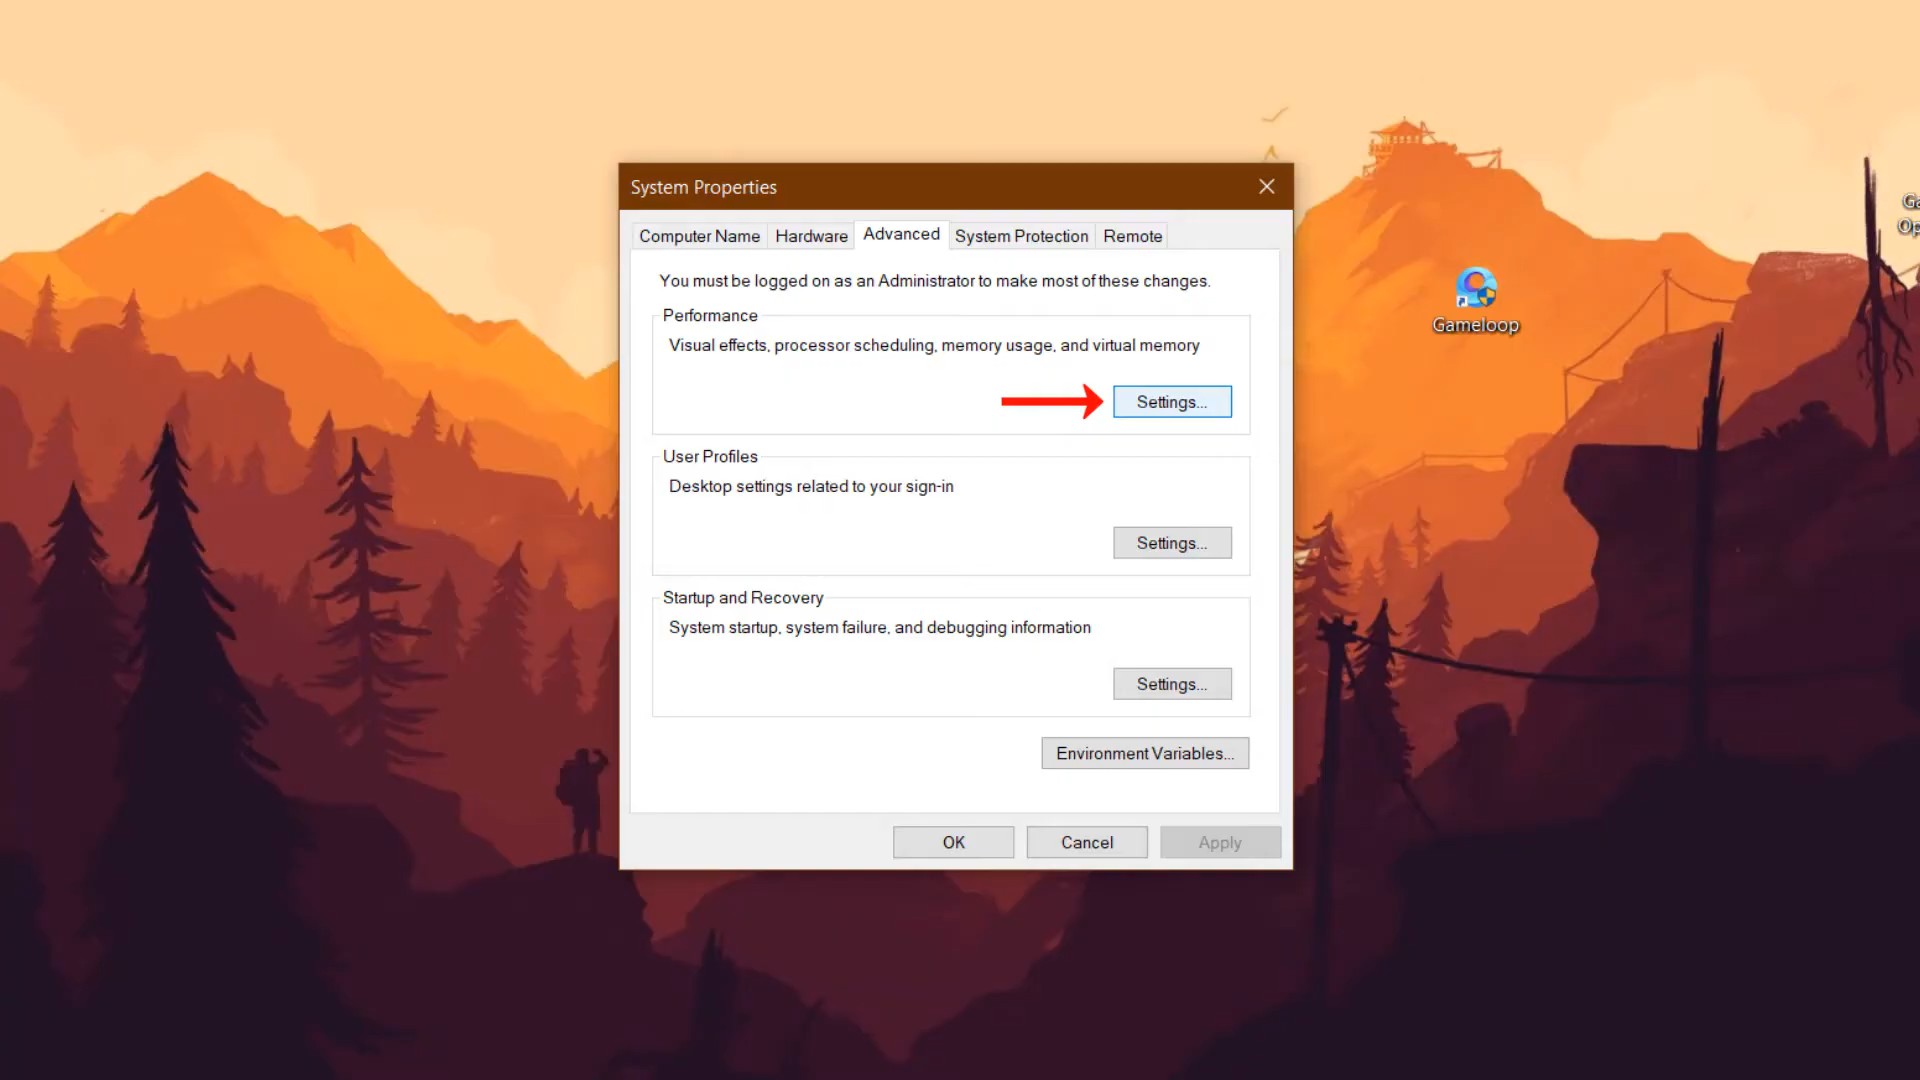 System Properties
Computer Name
Hardware
Advanced
System Protection
Remote
You must be logged on as an Administrator to make most of these changes.
Performance
Visual effects, processor scheduling, memory usage, and virtual memory
Settings...
User Profiles
Desktop settings related to your sign-in
Settings...
Startup and Recovery
System startup, system failure, and debugging information
Settings...
Environment Variables...
OK
Cancel
Apply
Gameloop